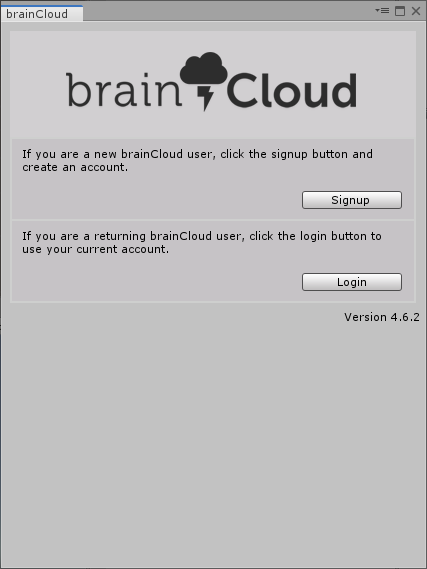 brainCloud
brainCloud
If you are a new brainCloud user, click the signup button and
create an account.
Signup
If you are a returning brainCloud user, click the login button to
use your current account.
Login
Version 4.6.2